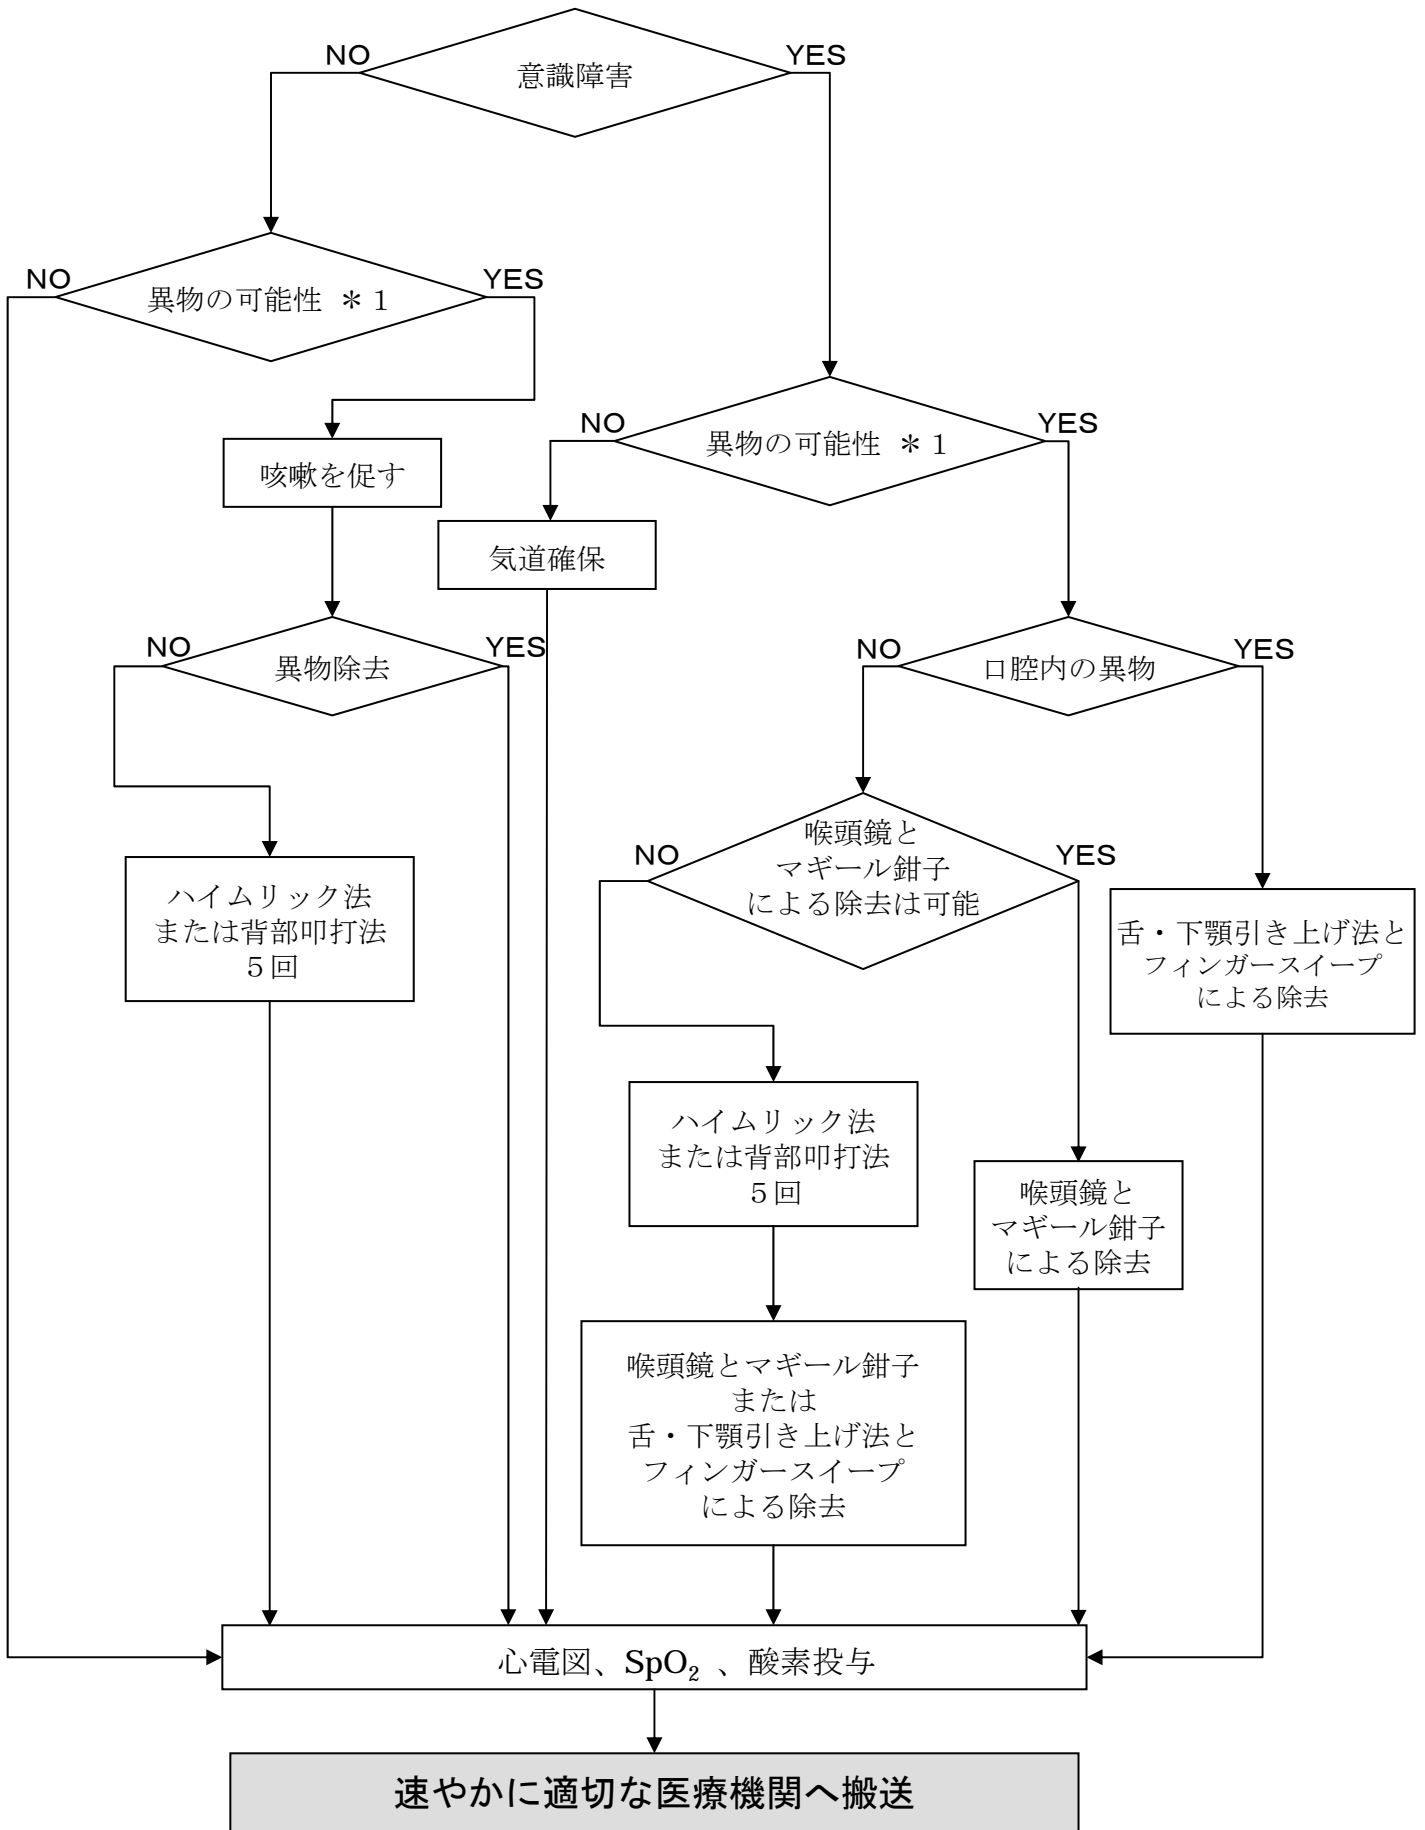 NO
YES
意識障害
NO
YES
異物の可能性 ＊１
NO
YES
異物の可能性 ＊１
咳嗽を促す
気道確保
NO
YES
異物除去
NO
YES
口腔内の異物
喉頭鏡と
マギール鉗子
による除去は可能
NO
YES
ハイムリック法
または背部叩打法
５回
舌・下顎引き上げ法と
フィンガースイープ
による除去
ハイムリック法
または背部叩打法
５回
喉頭鏡と
マギール鉗子
による除去
喉頭鏡とマギール鉗子
または
舌・下顎引き上げ法と
フィンガースイープ
による除去
心電図、SpO₂ 、酸素投与
速やかに適切な医療機関へ搬送